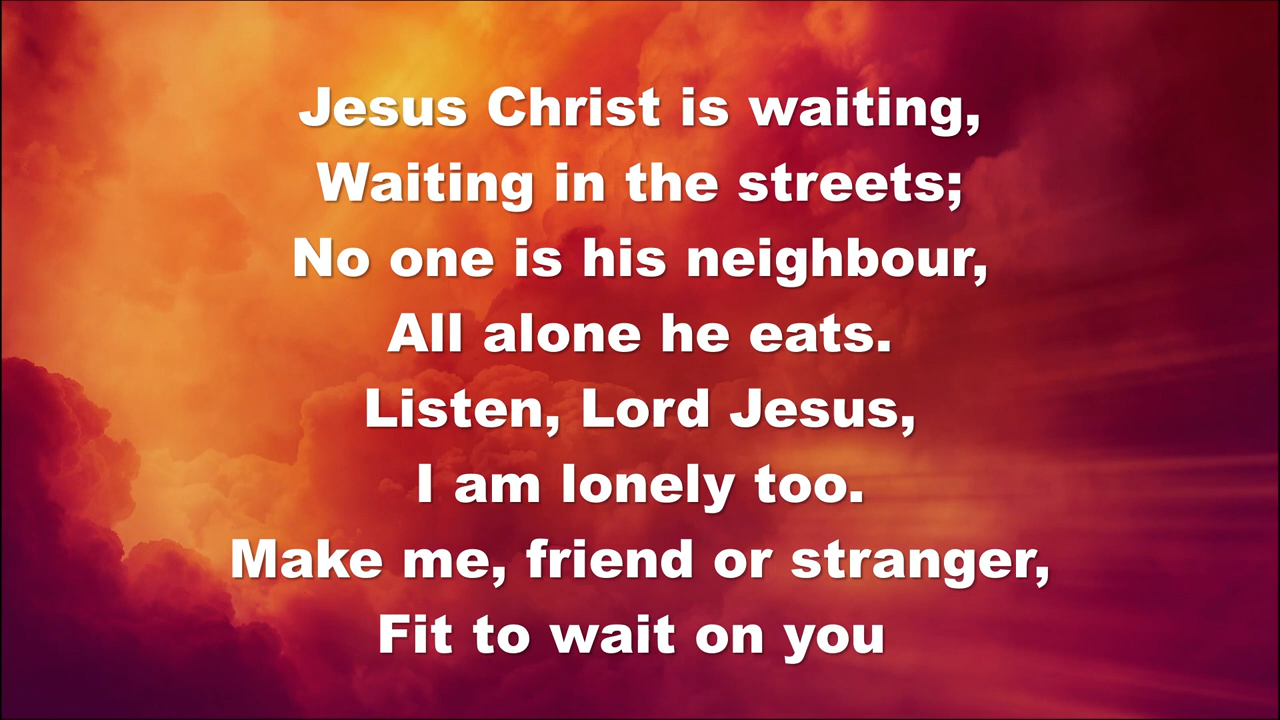 Jesus Christ is waiting,
Waiting in the streets;
No one is his neighbour,
All alone he eats.
Listen, Lord Jesus,
I am lonely too.
Make me, friend or stranger,
Fit to wait on you